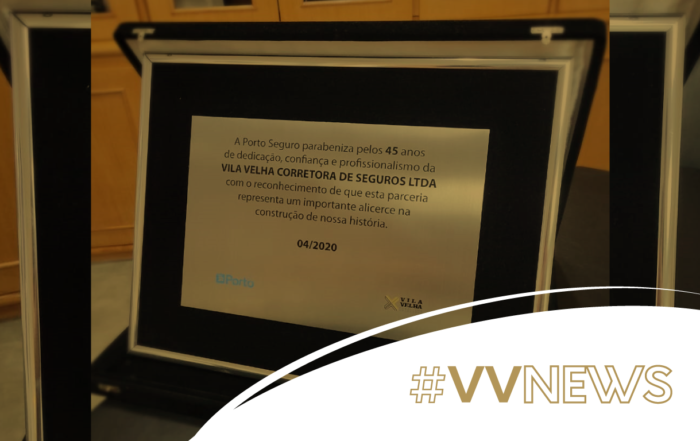 A Porto Seguro parabeniza pelos 45 anos
de dedicação, confiança e profissionalismo da
VILA VELHA CORRETORA DE SEGUROS LTDA
com o reconhecimento de que esta parceria
representa um importante alicerce na
construção de nossa história.
04/2020
Porto
VILA
VELHA
#VVNEWS